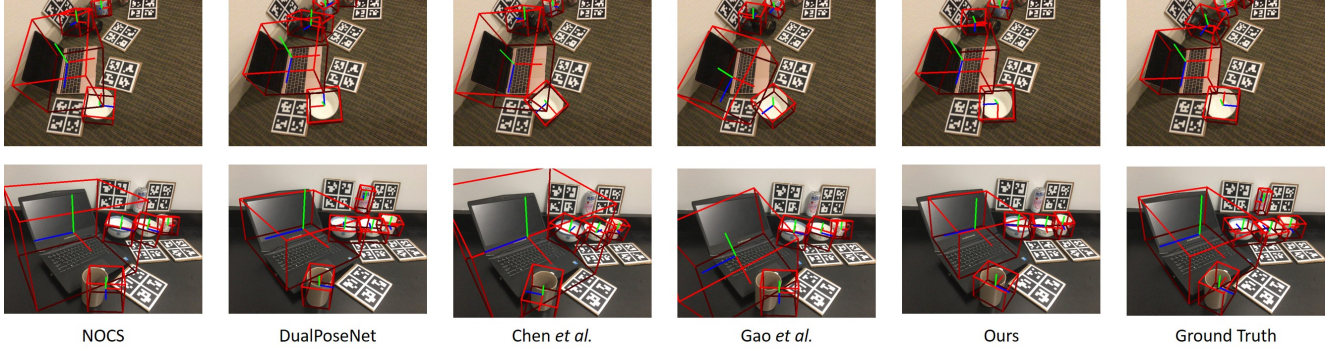 NOCS
DualPoseNet
Chen et al.
Gao et al.
Ours
Ground Truth